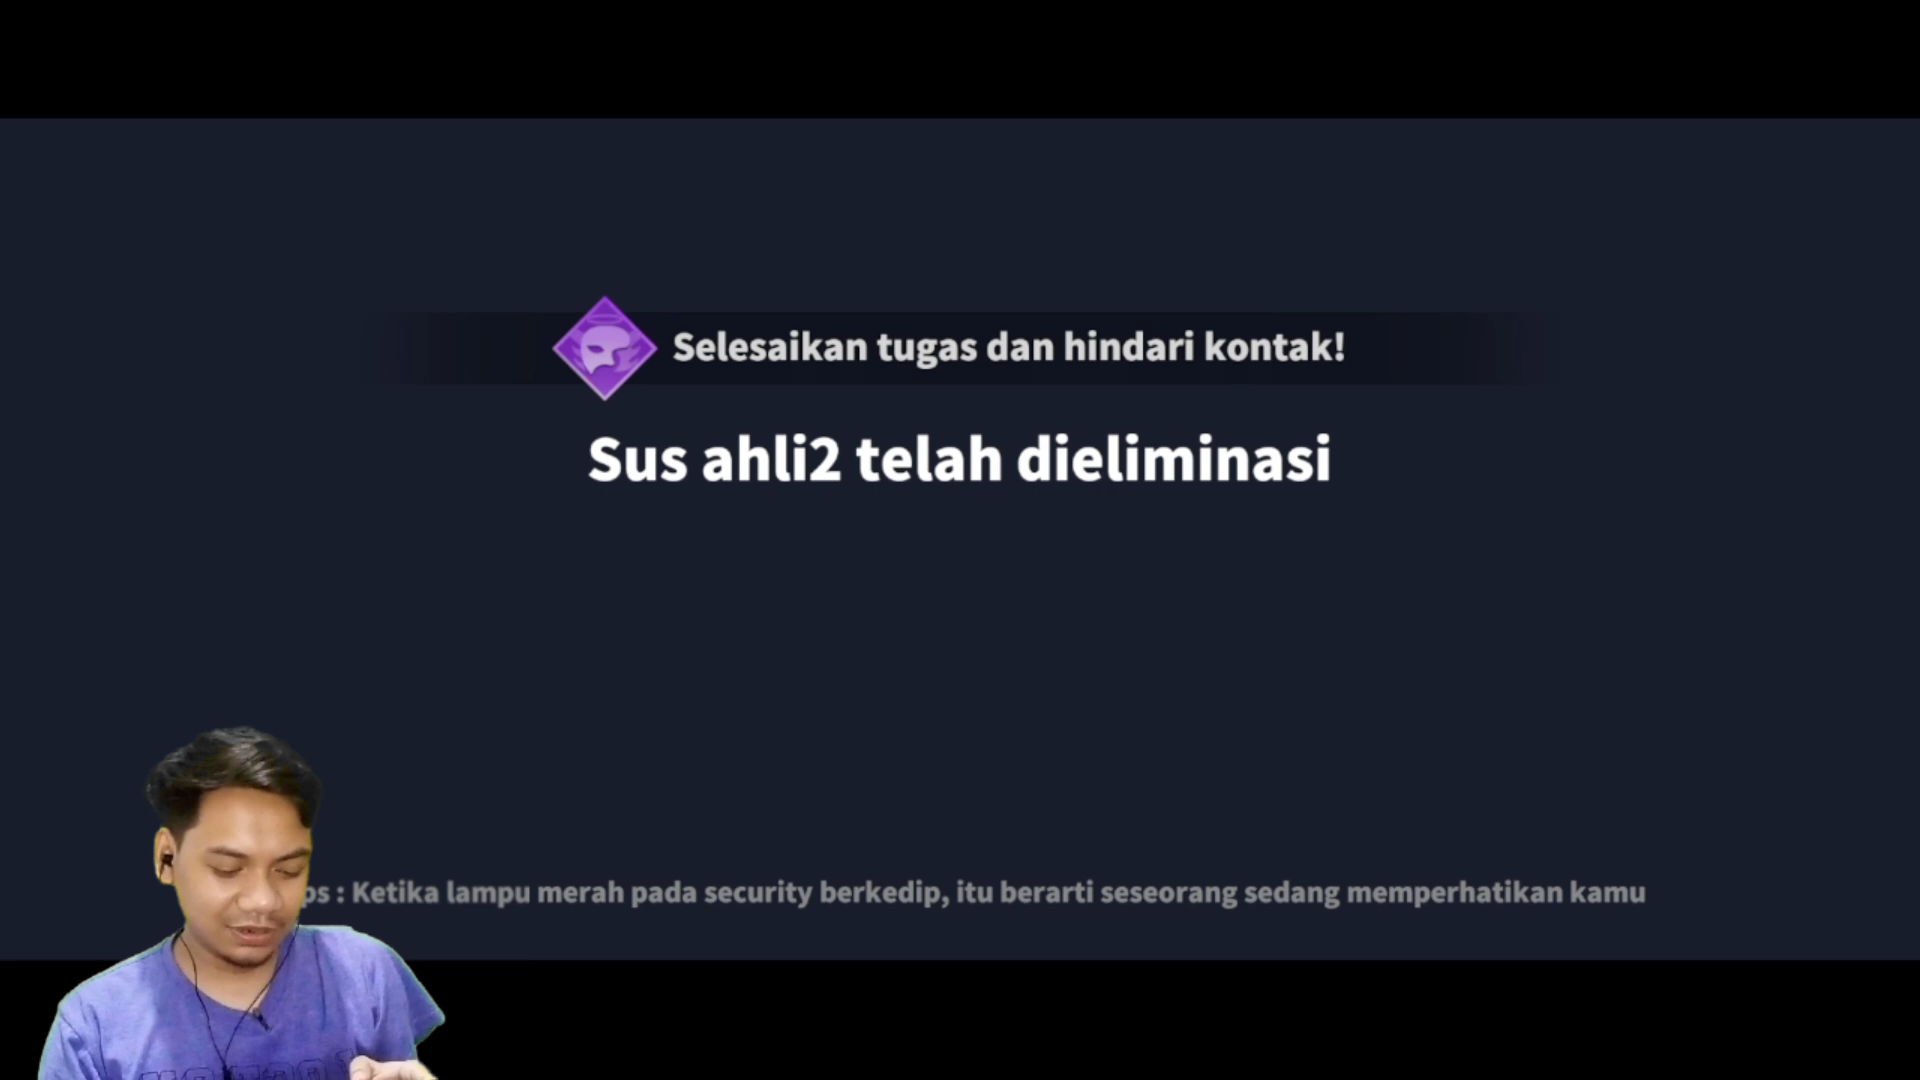 Selesaikan tugas dan hindari kontak!
Sus ahli2 telah dieliminasi
: Ketika lampu merah pada security berkedip, itu berarti seseorang sedang memperhatikan kamu